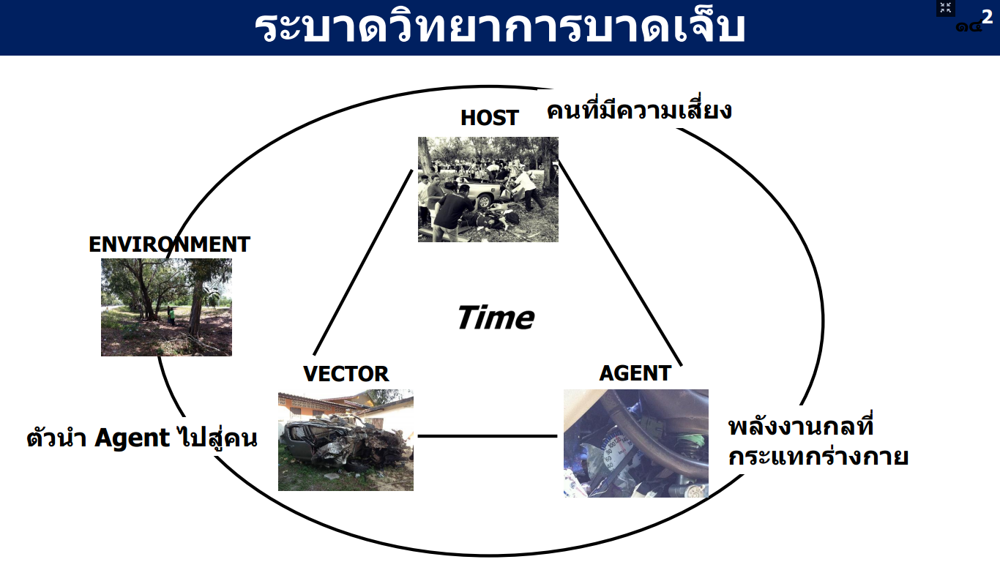 ระบาดวิทยาการบาดเจ็บ
๑๔
2
HOST
คนที่มีความเสี่ยง
ENVIRONMENT
Time
VECTOR
AGENT
ตัวนำ Agent ไปสู่คน
พลังงานกลที่
กระแทกร่างกาย